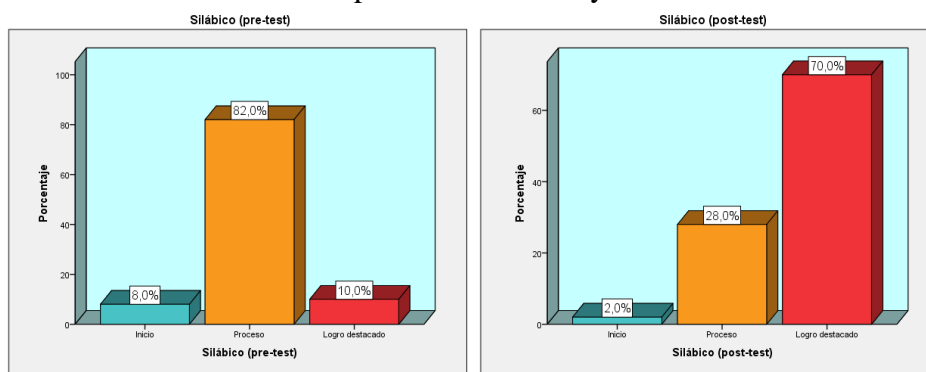 Silábico (pre-test)
100
80
60
40
20
0
Porcentaje
8,0%
82,0%
10,0%
Inicio
Proceso
Logro destacado
Silábico (pre-test)
Silábico (post-test)
60
40
20
0
Porcentaje
2,0%
28,0%
70,0%
Inicio
Proceso
Logro destacado
Silábico (post-test)